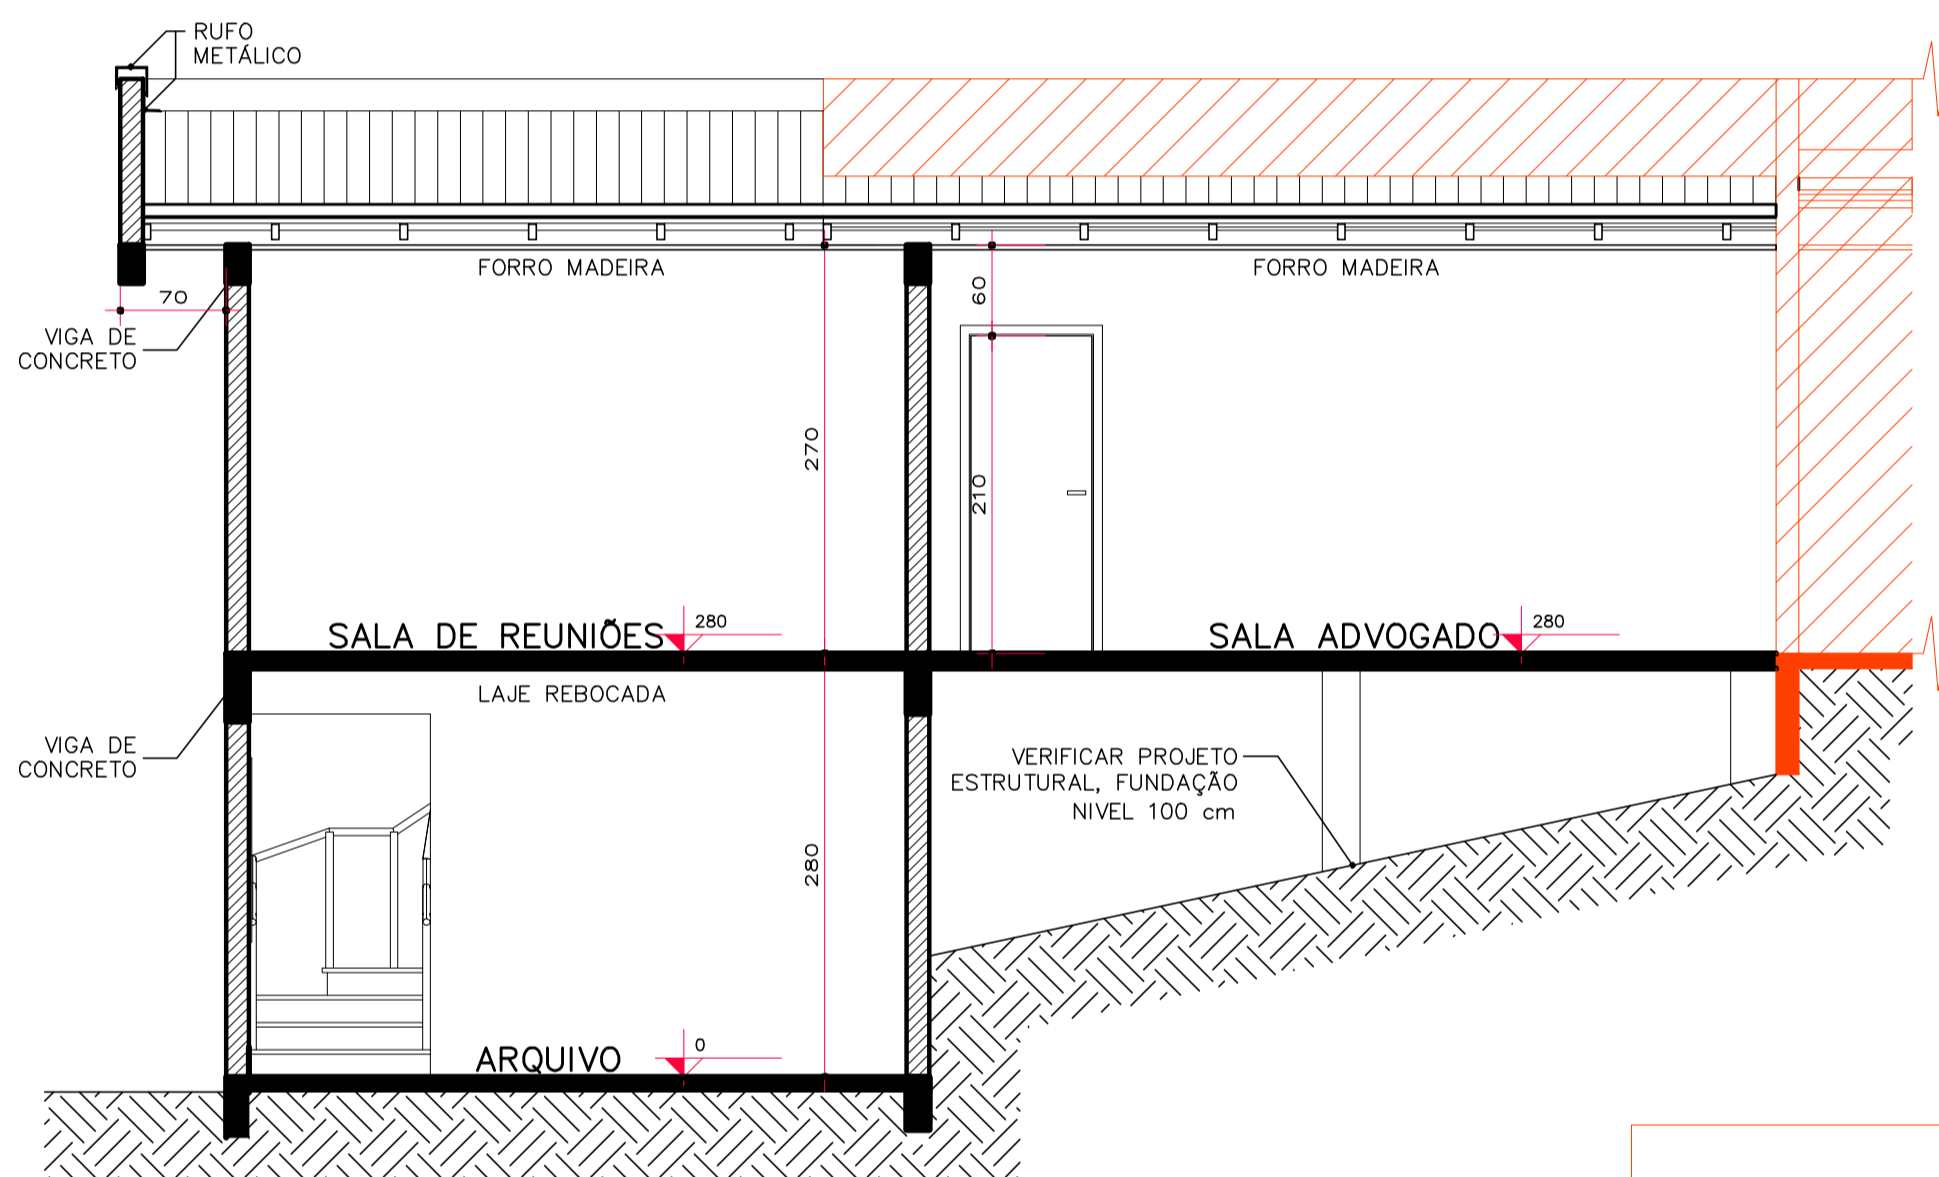 RUFO
METÁLICO
FORRO MADEIRA
FORRO MADEIRA
70
60
VIGA DE
CONCRETO
270
210
SALA DE REUNIÕES
280
SALA ADVOGADO
280
LAJE REBOCADA
VIGA DE
CONCRETO
VERIFICAR PROJETO
ESTRUTURAL, FUNDAÇÃO
NIVEL 100 cm
280
ARQUIVO
0